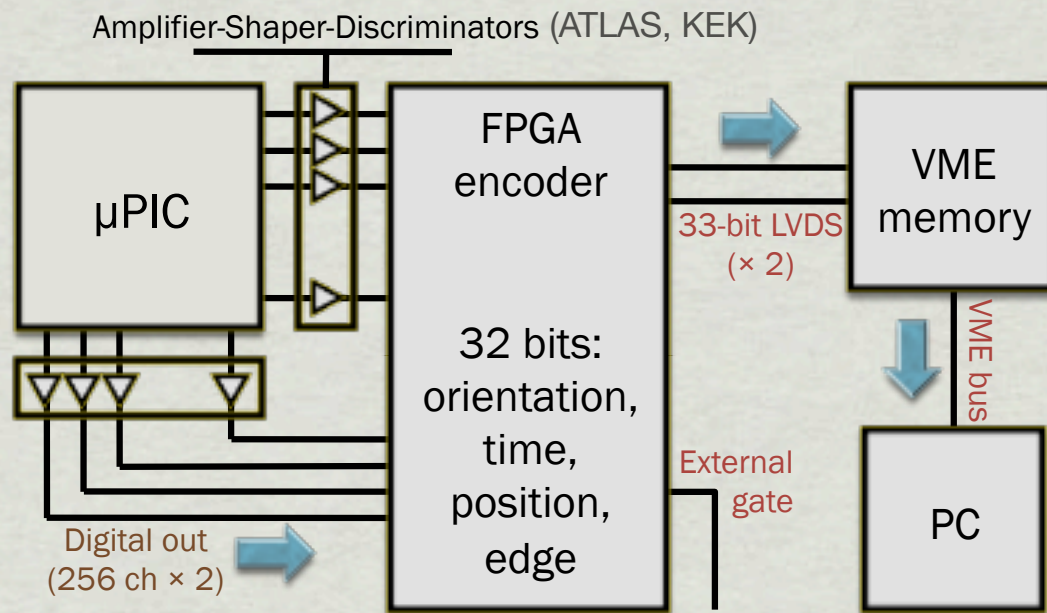 Amplifier-Shaper-Discriminators (ATLAS, KEK)
µPIC
FPGA
encoder
32 bits:
orientation,
time,
position,
edge
33-bit LVDS
(× 2)
VME
memory
VME bus
PC
External
gate
Digital out
(256 ch × 2)